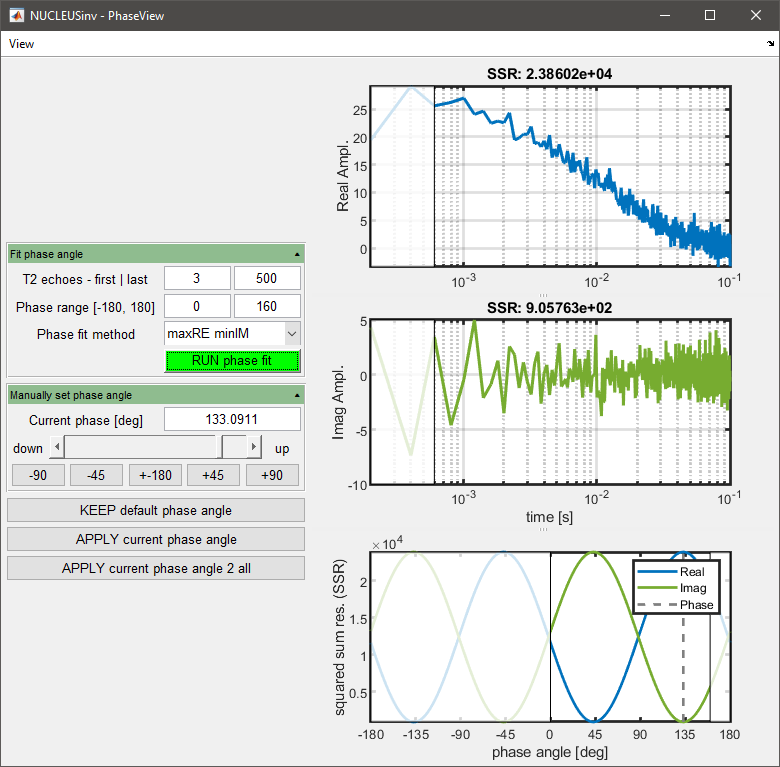 NUCLEUSinv - PhaseView
View
Fit phase angle
T2 echoes - first | last 3 500
Phase range [-180, 180] 0 160
Phase fit method maxRE minIM
RUN phase fit
Manually set phase angle
Current phase [deg] 133.0911
down up
-90 -45 +-180 +45 +90
KEEP default phase angle
APPLY current phase angle
APPLY current phase angle 2 all
SSR: 2.38602e+04
Real Ampl.
25
20
15
10
5
0
10-3 10-2 10-1
SSR: 9.05763e+02
Imag Ampl.
5
0
-5
-10
10-3 10-2 10-1
time [s]
×104
squared sum res. (SSR)
2
1.5
1
0.5
Real
Imag
Phase
-180 -135 -90 -45 0 45 90 135 180
phase angle [deg]